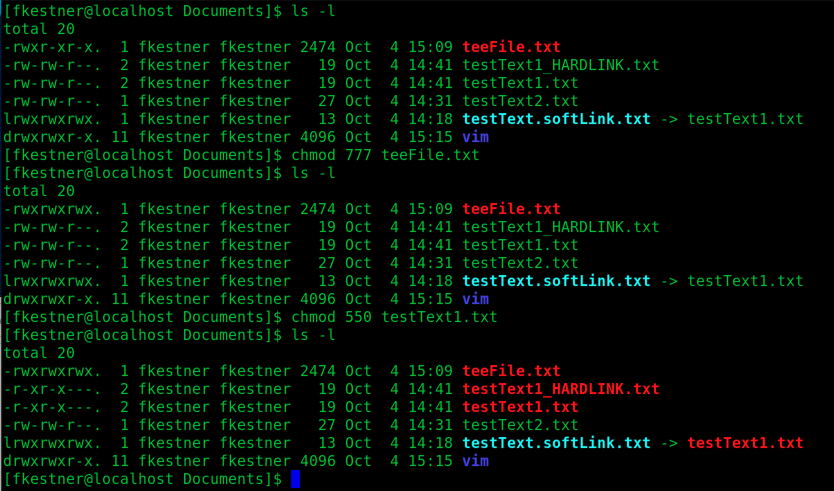 [fkestner@localhost Documents]$ ls -l
total 20
-rwxr-xr-x.  1 fkestner fkestner 2474 Oct  4 15:09 teeFile.txt
-rw-rw-r--.  2 fkestner fkestner   19 Oct  4 14:41 testText1_HARDLINK.txt
-rw-rw-r--.  2 fkestner fkestner   19 Oct  4 14:41 testText1.txt
-rw-rw-r--.  1 fkestner fkestner   27 Oct  4 14:31 testText2.txt
lrwxrwxrwx.  1 fkestner fkestner   13 Oct  4 14:18 testText.softLink.txt -> testText1.txt
drwxrwxr-x. 11 fkestner fkestner 4096 Oct  4 15:15 vim
[fkestner@localhost Documents]$ chmod 777 teeFile.txt
[fkestner@localhost Documents]$ ls -l
total 20
-rwxrwxrwx.  1 fkestner fkestner 2474 Oct  4 15:09 teeFile.txt
-rw-rw-r--.  2 fkestner fkestner   19 Oct  4 14:41 testText1_HARDLINK.txt
-rw-rw-r--.  2 fkestner fkestner   19 Oct  4 14:41 testText1.txt
-rw-rw-r--.  1 fkestner fkestner   27 Oct  4 14:31 testText2.txt
lrwxrwxrwx.  1 fkestner fkestner   13 Oct  4 14:18 testText.softLink.txt -> testText1.txt
drwxrwxr-x. 11 fkestner fkestner 4096 Oct  4 15:15 vim
[fkestner@localhost Documents]$ chmod 550 testText1.txt
[fkestner@localhost Documents]$ ls -l
total 20
-rwxrwxrwx.  1 fkestner fkestner 2474 Oct  4 15:09 teeFile.txt
-r-xr-x---.  2 fkestner fkestner   19 Oct  4 14:41 testText1_HARDLINK.txt
-r-xr-x---.  2 fkestner fkestner   19 Oct  4 14:41 testText1.txt
-rw-rw-r--.  1 fkestner fkestner   27 Oct  4 14:31 testText2.txt
lrwxrwxrwx.  1 fkestner fkestner   13 Oct  4 14:18 testText.softLink.txt -> testText1.txt
drwxrwxr-x. 11 fkestner fkestner 4096 Oct  4 15:15 vim
[fkestner@localhost Documents]$